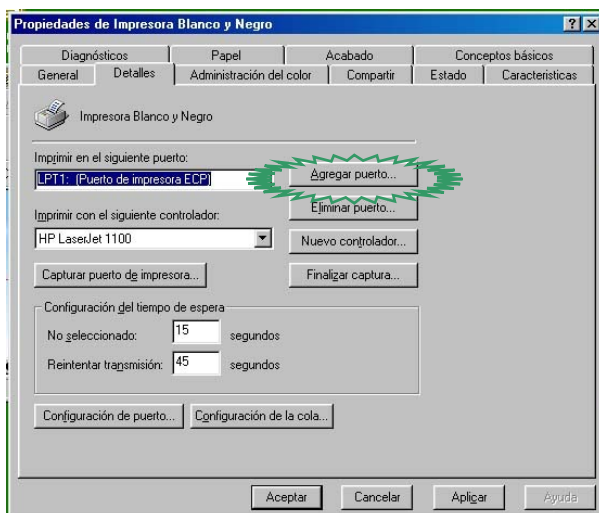 Propiedades de Impresora Blanco y Negro
Diagnósticos Papel Acabado Conceptos básicos
General Detalles Administración del color Compartir Estado Caracteristicas
Impresora Blanco y Negro
Imprimir en el siguiente puerto:
LPT1: (Puerto de impresora ECP) Agregar puerto...
Eliminar puerto...
Imprimir con el siguiente controlador:
HP LaserJet 1100 Nuevo controlador...
Capturar puerto de impresora... Finalizar captura...
Configuración del tiempo de espera
No seleccionado: 15 segundos
Reintentar transmisión: 45 segundos
Configuración de puerto... Configuración de la cola...
Aceptar Cancelar Aplicar Ayuda